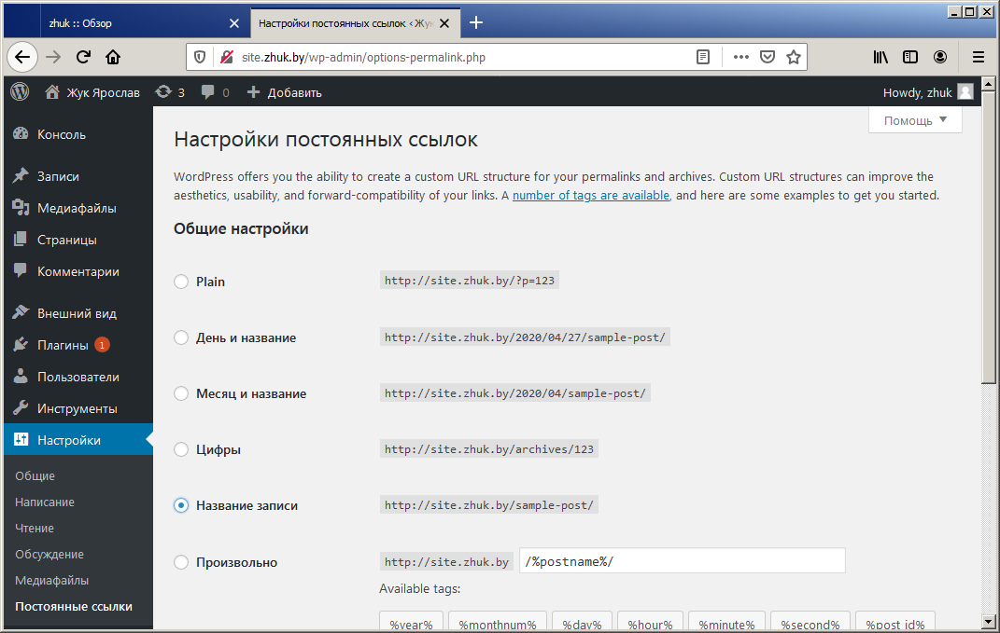 zhuk :: Обзор
Настройки постоянных ссылок ‹ Жук
site.zhuk.by/wp-admin/options-permalink.php
Жук Ярослав 3 0 Добавить Howdy, zhuk
Помощь
Консоль
Записи
Медиафайлы
Страницы
Комментарии
Внешний вид
Плагины 1
Пользователи
Инструменты
Настройки
Общие
Написание
Чтение
Обсуждение
Медиафайлы
Постоянные ссылки
Настройки постоянных ссылок
WordPress offers you the ability to create a custom URL structure for your permalinks and archives. Custom URL structures can improve the
aesthetics, usability, and forward-compatibility of your links. A number of tags are available, and here are some examples to get you started.
Общие настройки
Plain http://site.zhuk.by/?p=123
День и название http://site.zhuk.by/2020/04/27/sample-post/
Месяц и название http://site.zhuk.by/2020/04/sample-post/
Цифры http://site.zhuk.by/archives/123
Название записи http://site.zhuk.by/sample-post/
Произвольно http://site.zhuk.by /%postname%/
Available tags:
%year% %monthnum% %day% %hour% %minute% %second% %post_id%